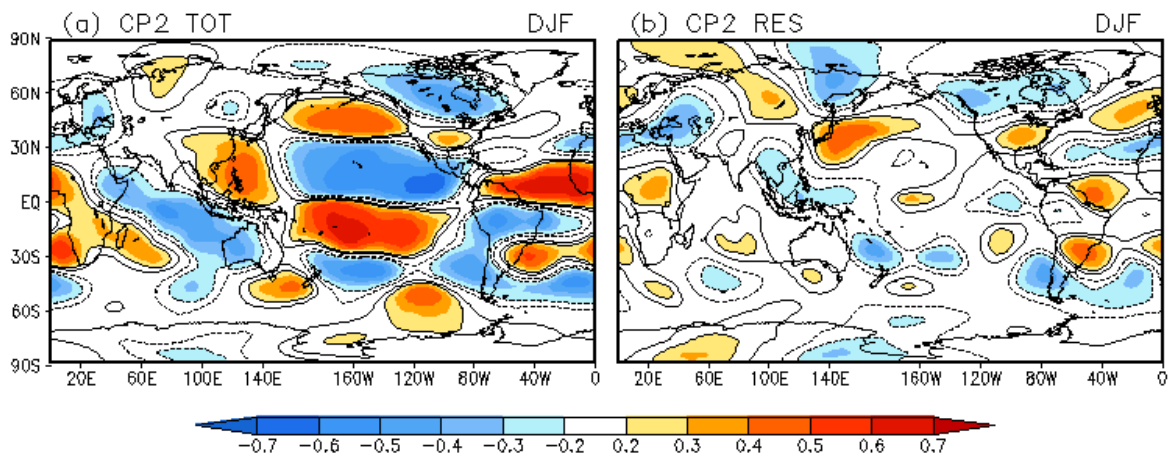 (a) CP2 TOT DJF (b) CP2 RES DJF
90N
60N
30N
EQ
30S
60S
90S
20E 60E 100E 140E 160W 120W 80W 40W 0 20E 60E 100E 140E 160W 120W 80W 40W 0
-0.7 -0.6 -0.5 -0.4 -0.3 -0.2 0.2 0.3 0.4 0.5 0.6 0.7